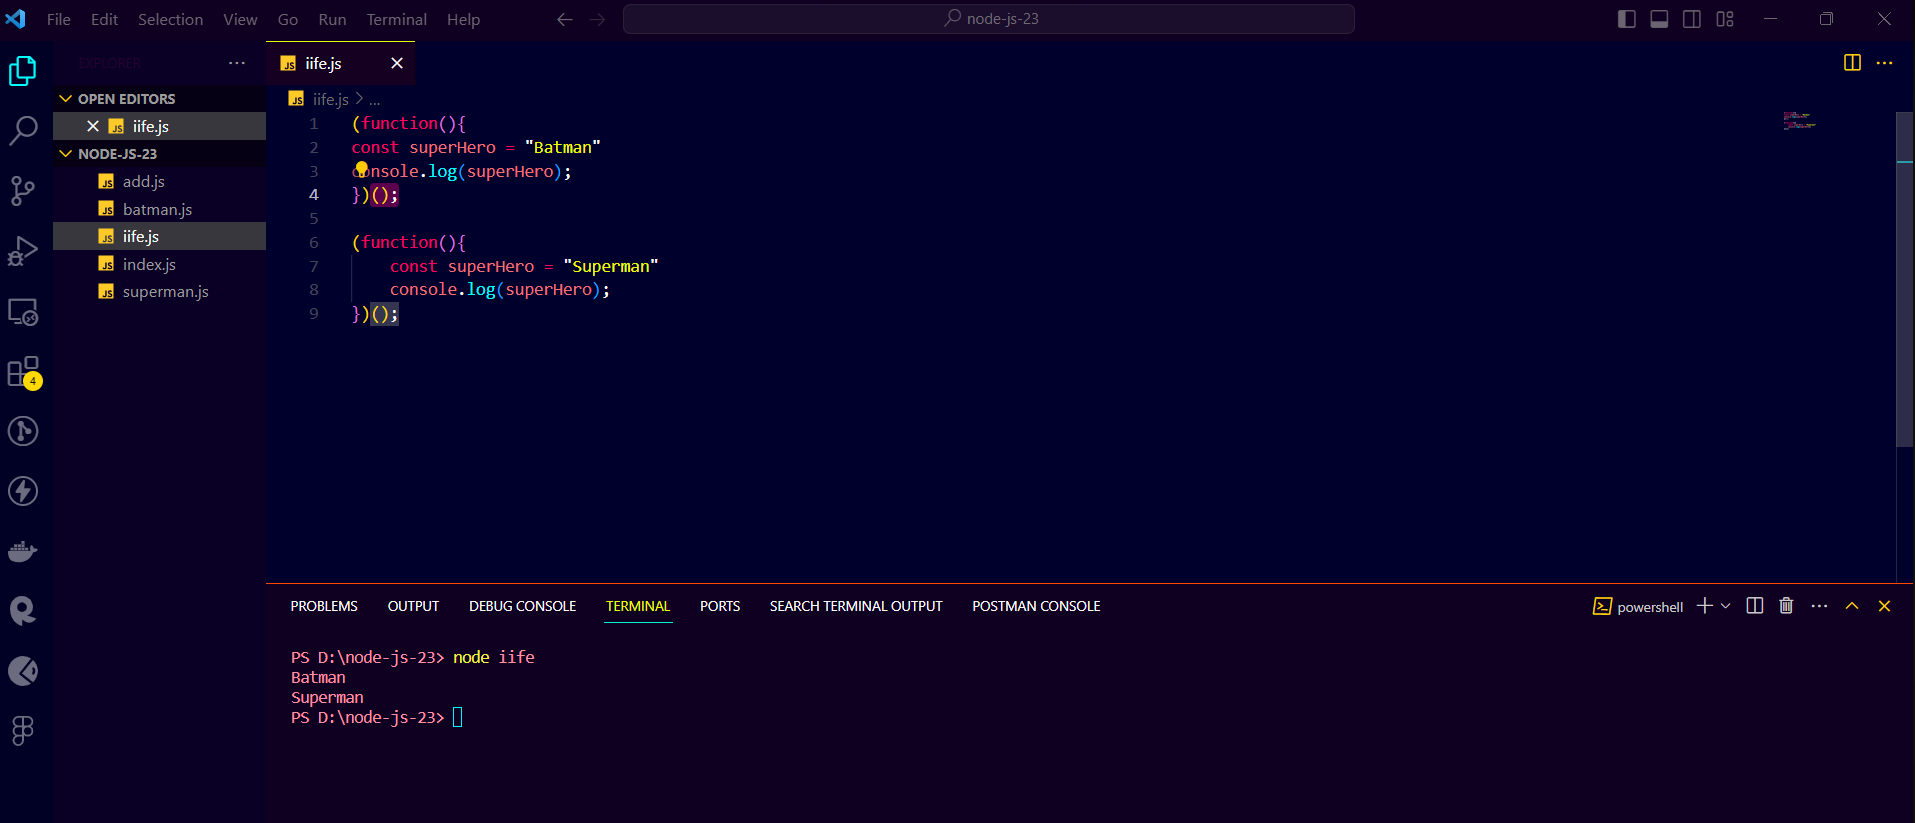 File Edit Selection View Go Run Terminal Help
node-js-23
EXPLORER
OPEN EDITORS
JS iife.js
NODE-JS-23
JS add.js
JS batman.js
JS iife.js
JS index.js
JS superman.js
4
JS iife.js
JS iife.js > ...
1 (function(){
2 const superHero = "Batman"
3 console.log(superHero);
4 })();
5
6 (function(){
7 const superHero = "Superman"
8 console.log(superHero);
9 })();
PROBLEMS OUTPUT DEBUG CONSOLE TERMINAL PORTS SEARCH TERMINAL OUTPUT POSTMAN CONSOLE
powershell
PS D:\node-js-23> node iife
Batman
Superman
PS D:\node-js-23>